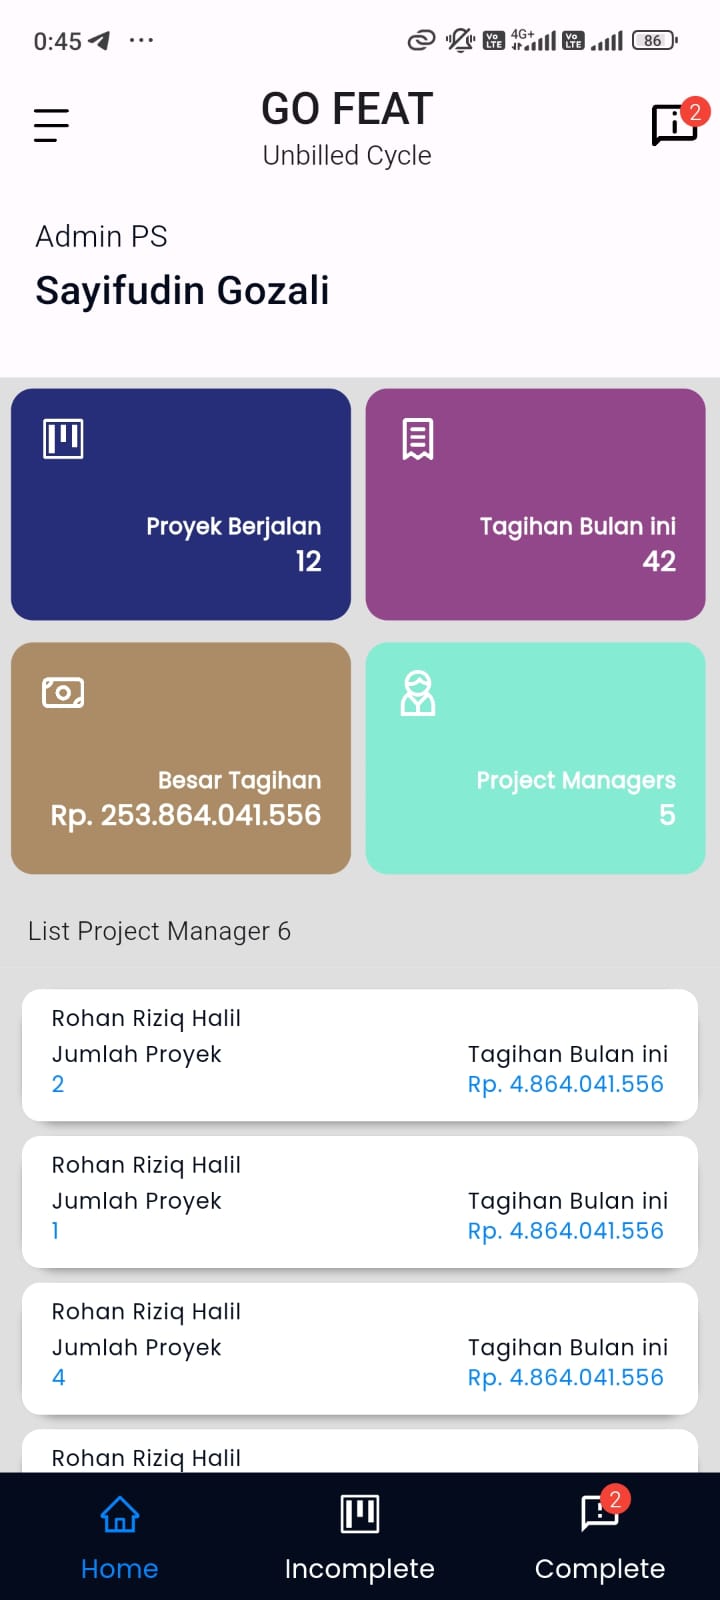 0:45
Vo LTE
4G+
Vo LTE
86
GO FEAT
2
Unbilled Cycle
Admin PS
Sayifudin Gozali
Proyek Berjalan
12
Tagihan Bulan ini
42
Besar Tagihan
Rp. 253.864.041.556
Project Managers
5
List Project Manager 6
Rohan Riziq Halil
Jumlah Proyek
2
Tagihan Bulan ini
Rp. 4.864.041.556
Rohan Riziq Halil
Jumlah Proyek
1
Tagihan Bulan ini
Rp. 4.864.041.556
Rohan Riziq Halil
Jumlah Proyek
4
Tagihan Bulan ini
Rp. 4.864.041.556
Rohan Riziq Halil
Home
Incomplete
2
Complete